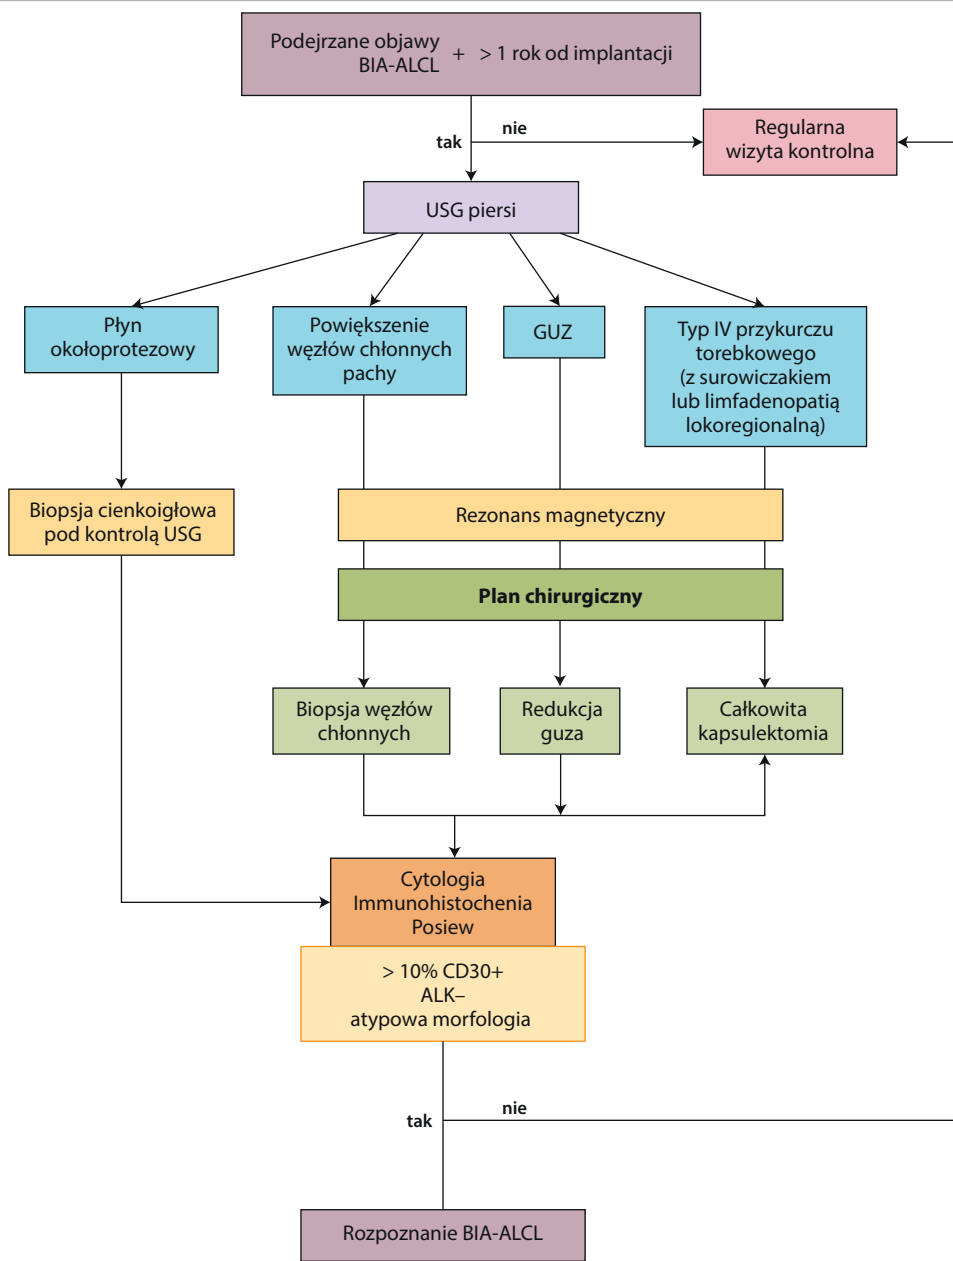 Podejrzane objawy
BIA-ALCL + > 1 rok od implantacji
tak
nie
Regularna
wizyta kontrolna
USG piersi
Płyn
okołoprotezowy
Powiększenie
węzłów chłonnych
pachy
GUZ
Typ IV przykurczu
torebkowego
(z surowiczakiem
lub limfadenopatią
lokoregionalną)
Biopsja cienkoigłowa
pod kontrolą USG
Rezonans magnetyczny
Plan chirurgiczny
Biopsja węzłów
chłonnych
Redukcja
guza
Całkowita
kapsulektomia
Cytologia
Immunohistochenia
Posiew
> 10% CD30+
ALK–
atypowa morfologia
tak
nie
Rozpoznanie BIA-ALCL